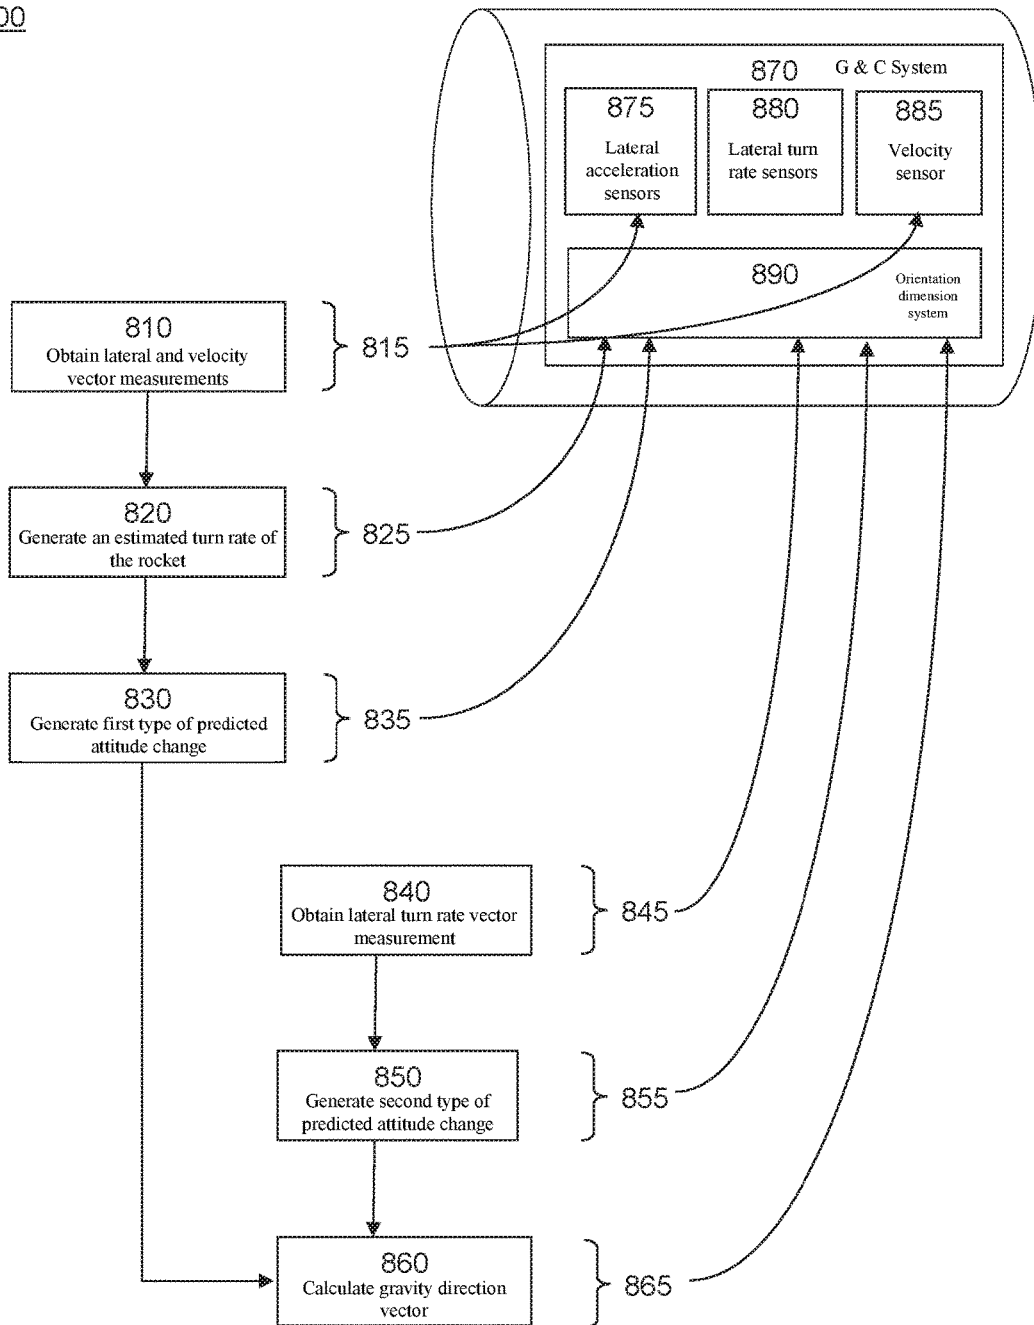 00
870 G & C System
875
Lateral
acceleration
sensors
880
Lateral turn
rate sensors
885
Velocity
sensor
890
Orientation
dimension
system
810
Obtain lateral and velocity
vector measurements
815
820
Generate an estimated turn rate of
the rocket
825
830
Generate first type of predicted
attitude change
835
840
Obtain lateral turn rate vector
measurement
845
850
Generate second type of
predicted attitude change
855
860
Calculate gravity direction
vector
865